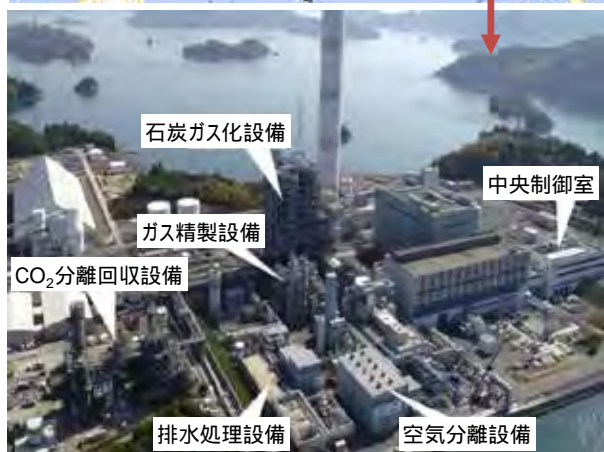 石炭ガス化設備
中央制御室
ガス精製設備
CO₂分離回収設備
排水処理設備
空気分離設備